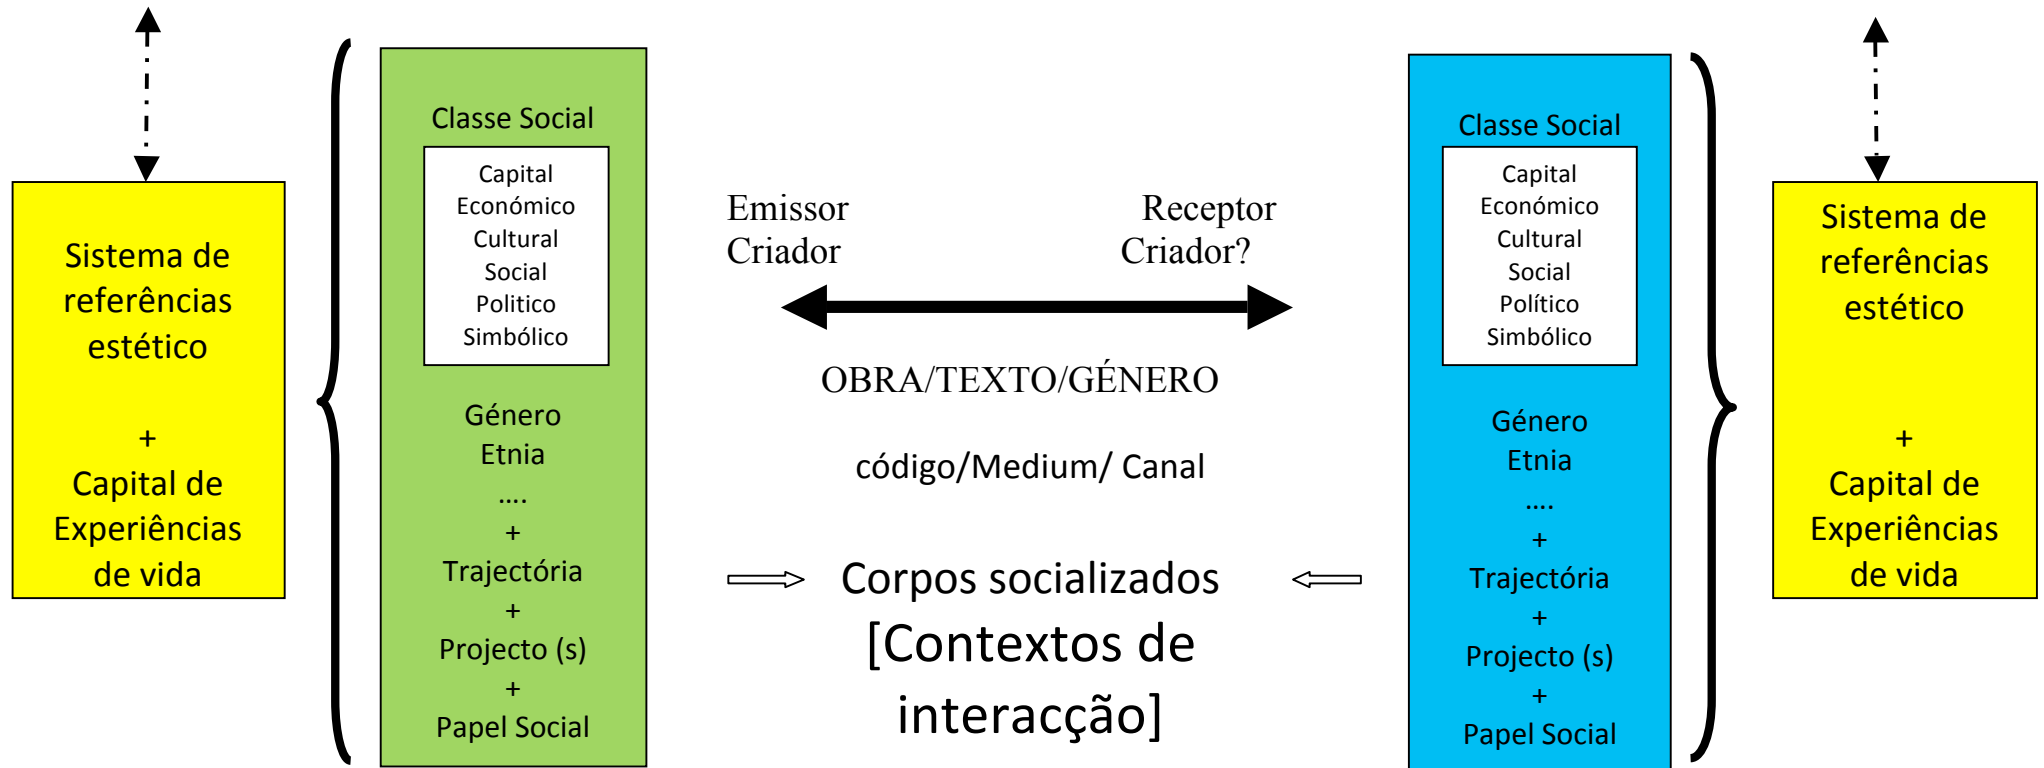 Sistema de
referências
estético
+
Capital de
Experiências
de vida
Classe Social
Capital
Económico
Cultural
Social
Politico
Simbólico
Género
Etnia
....
+
Trajectória
+
Projecto (s)
+
Papel Social
Emissor
Criador
Receptor
Criador?
OBRA/TEXTO/GÉNERO
código/Medium/ Canal
Corpos socializados
[Contextos de
interacção]
Classe Social
Capital
Económico
Cultural
Social
Político
Simbólico
Género
Etnia
....
+
Trajectória
+
Projecto (s)
+
Papel Social
Sistema de
referências
estético
+
Capital de
Experiências
de vida